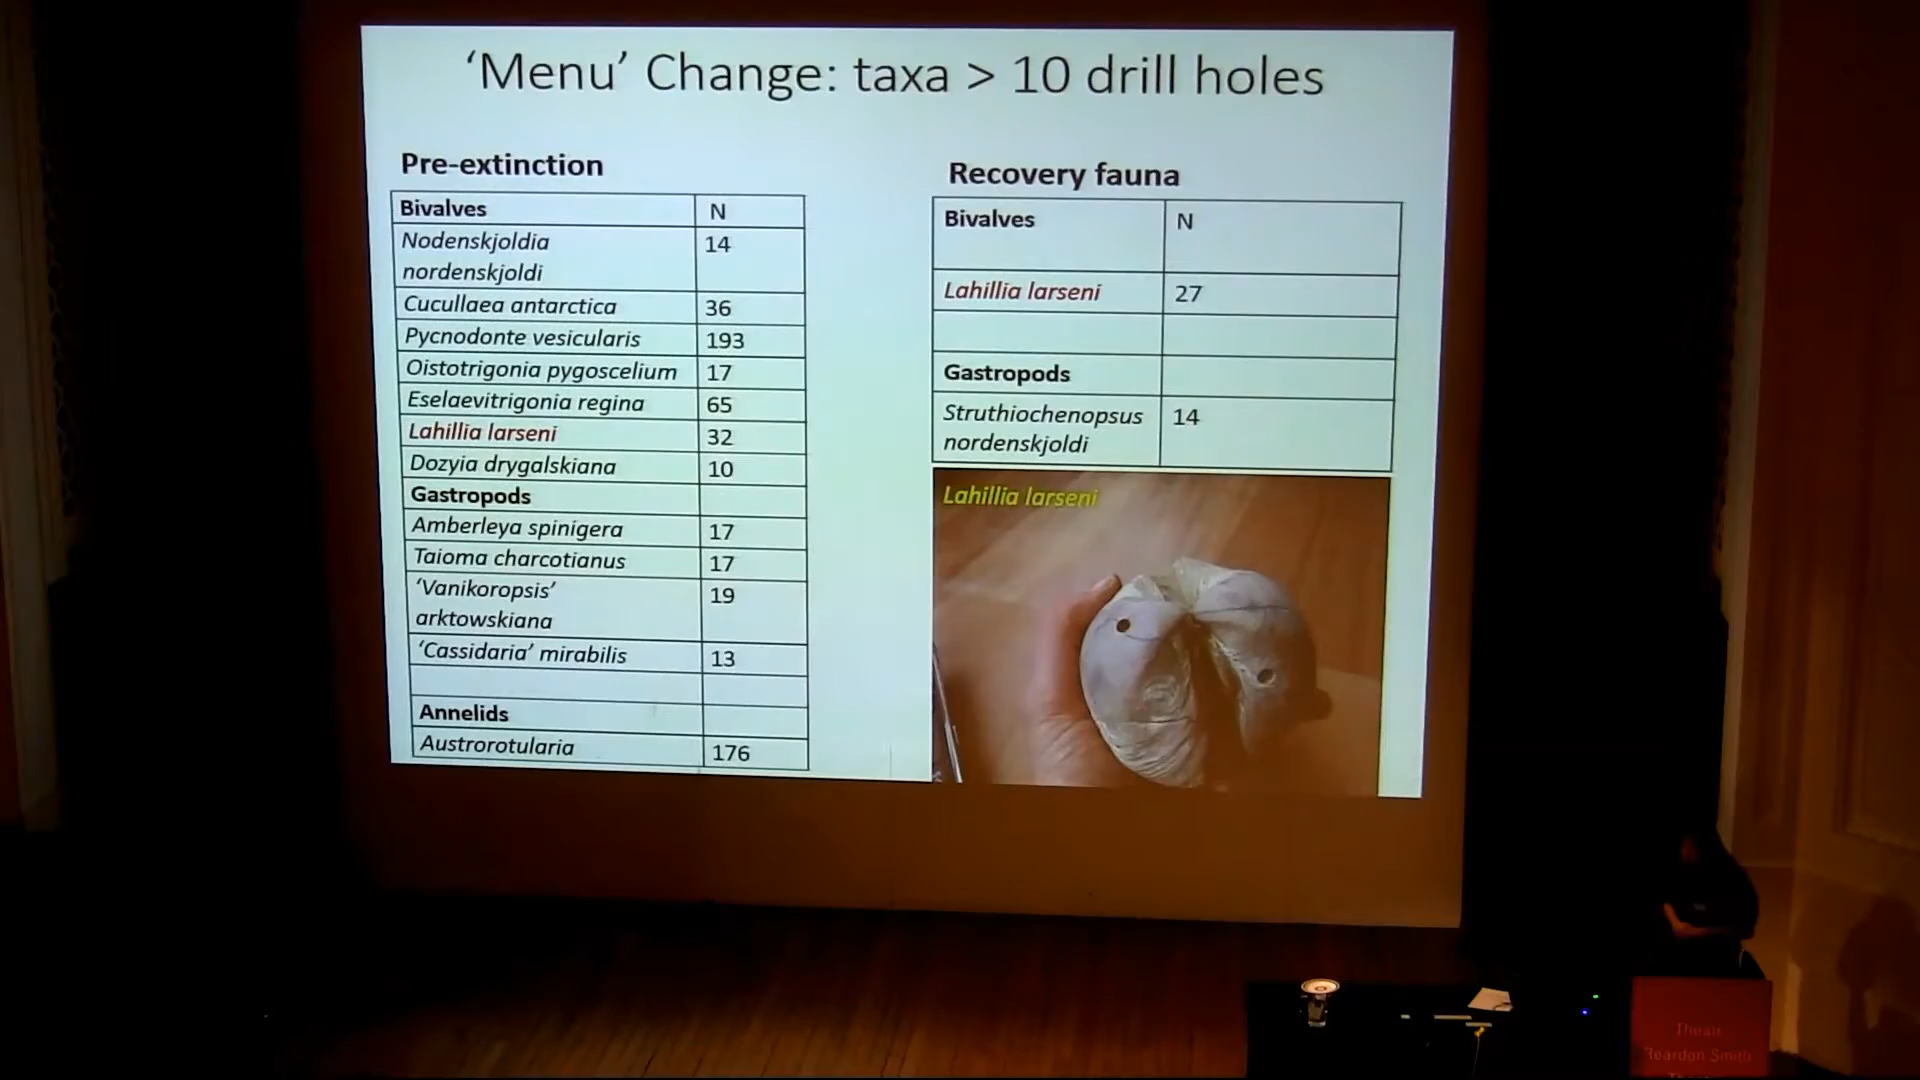 ‘Menu’ Change: taxa > 10 drill holes
Pre-extinction
Bivalves N
Nodenskjoldia 14
nordenskjoldi
Cucullaea antarctica 36
Pycnodonte vesicularis 193
Oistotrigonia pygoscelium 17
Eselaevitrigonia regina 65
Lahillia larseni 32
Dozyia drygalskiana 10
Gastropods
Amberleya spinigera 17
Taioma charcotianus 17
‘Vanikoropsis’ 19
arktowskiana
‘Cassidaria’ mirabilis 13
Annelids
Austrorotularia 176
Recovery fauna
Bivalves N
Lahillia larseni 27
Gastropods
Struthiochenopsus 14
nordenskjoldi
Lahillia larseni
Theatr
Reardon Smith